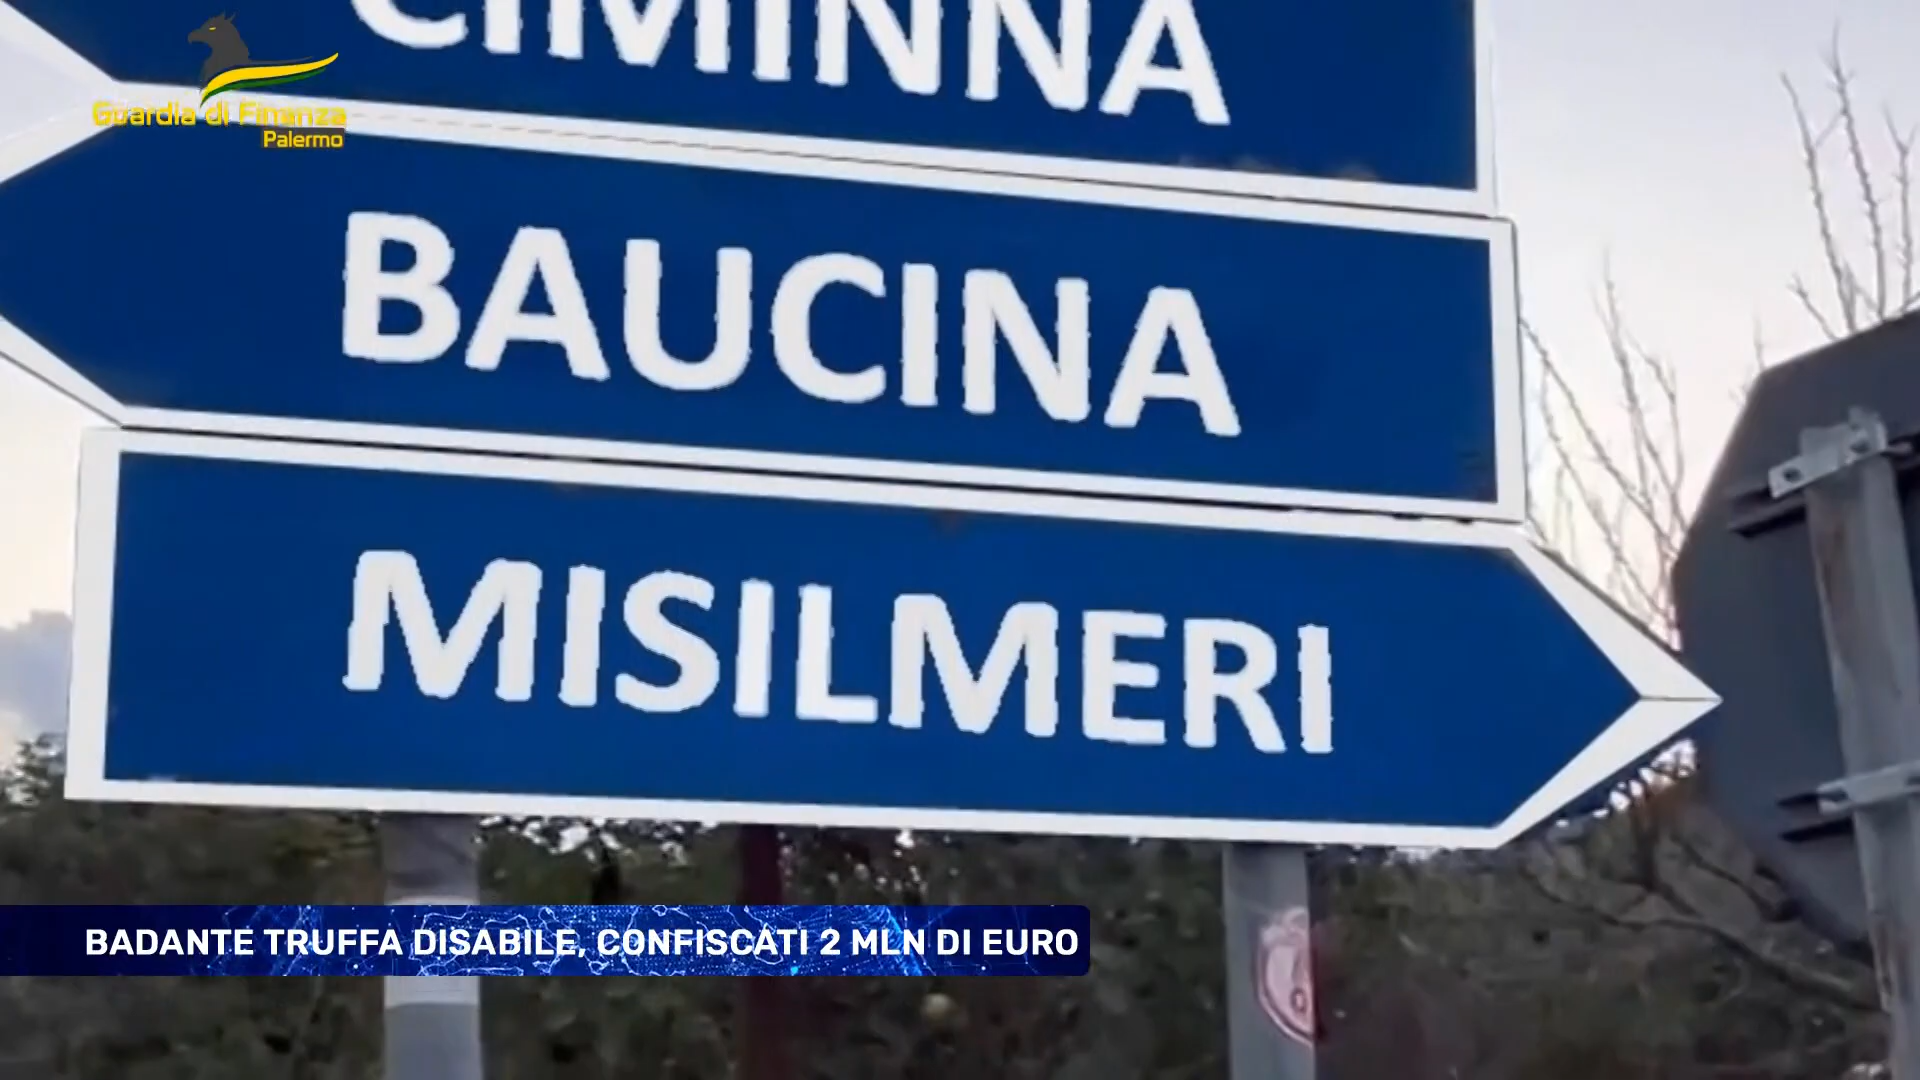 CIMINNA
Guardia di Finanza
Palermo
BAUCINA
MISILMERI
BADANTE TRUFFA DISABILE, CONFISCATI 2 MLN DI EURO